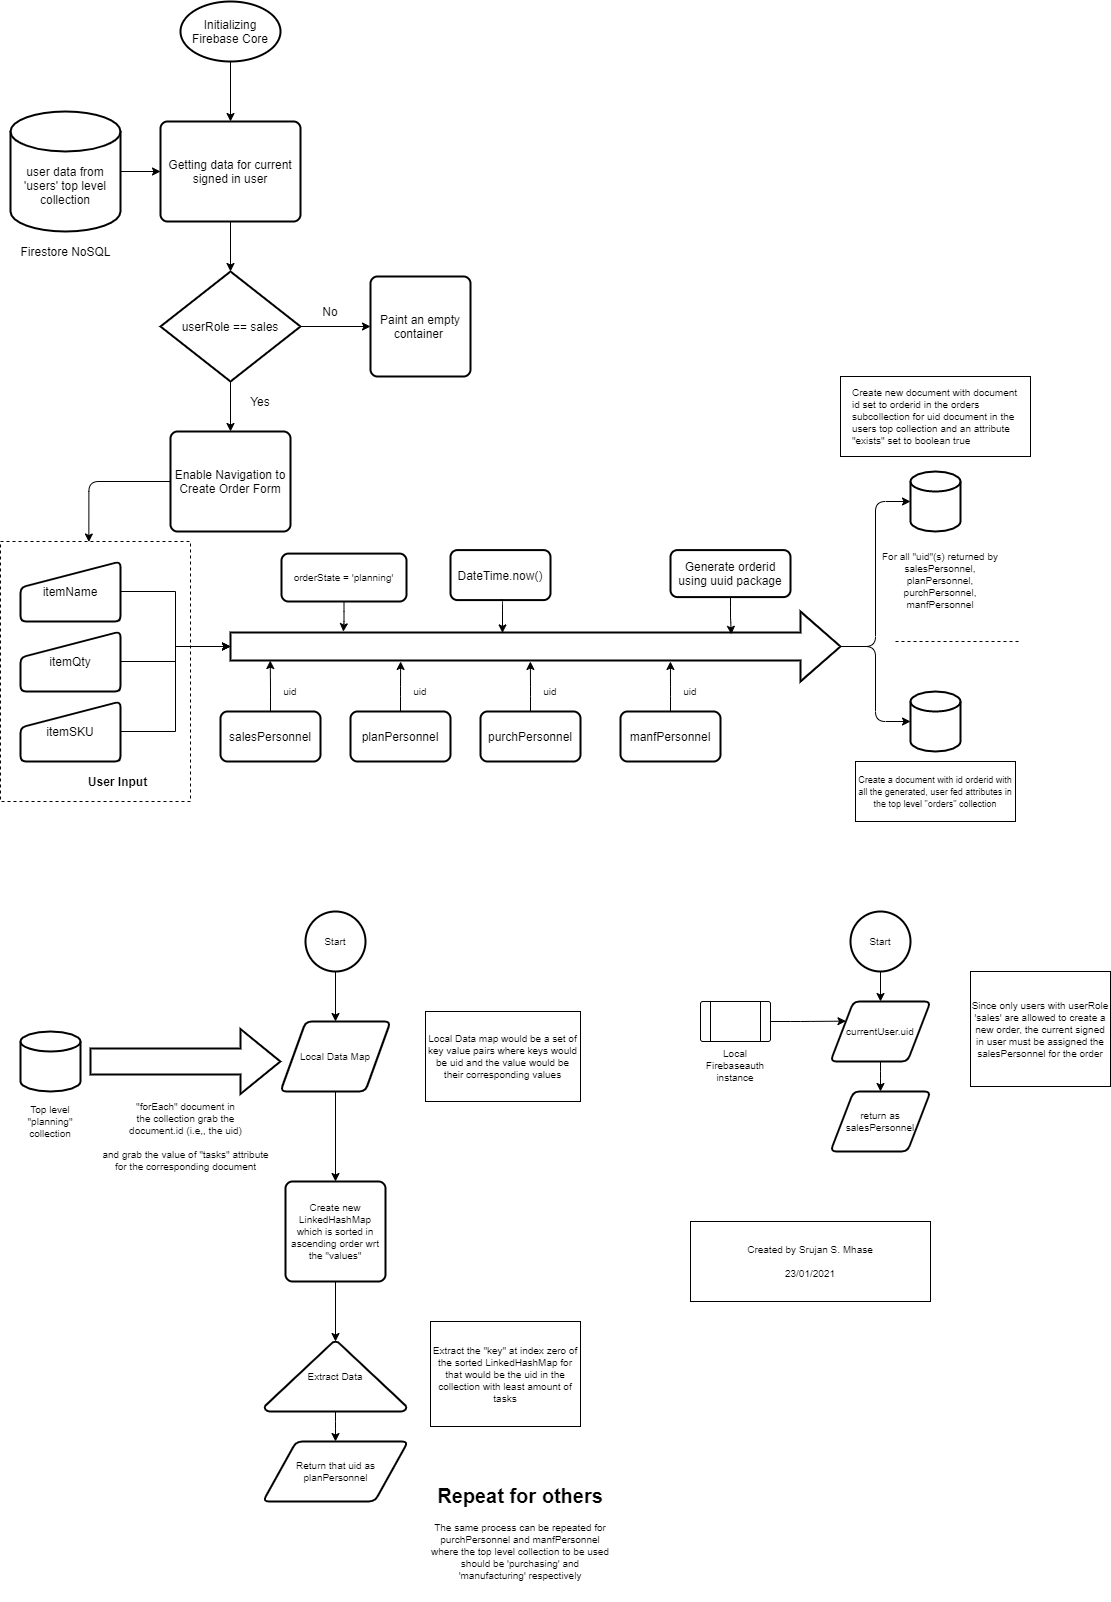 Initializing
Firebase Core
user data from
'users' top level
collection
Firestore NoSQL
Getting data for current
signed in user
userRole == sales
No
Paint an empty
container
Yes
Enable Navigation to
Create Order Form
itemName
itemQty
itemSKU
User Input
orderState = 'planning'
DateTime.now()
Generate orderid
using uuid package
salesPersonnel
uid
planPersonnel
uid
purchPersonnel
uid
manfPersonnel
uid
Create new document with document
id set to orderid in the orders
subcollection for uid document in the
users top collection and an attribute
"exists" set to boolean true
For all "uid"(s) returned by
salesPersonnel,
planPersonnel,
purchPersonnel,
manfPersonnel
Create a document with id orderid with
all the generated, user fed attributes in
the top level "orders" collection
Start
Top level
"planning"
collection
"forEach" document in
the collection grab the
document.id (i.e,, the uid)
and grab the value of "tasks" attribute
for the corresponding document
Local Data Map
Local Data map would be a set of
key value pairs where keys would
be uid and the value would be
their corresponding values
Create new
LinkedHashMap
which is sorted in
ascending order wrt
the "values"
Extract Data
Extract the "key" at index zero of
the sorted LinkedHashMap for
that would be the uid in the
collection with least amount of
tasks
Return that uid as
planPersonnel
Repeat for others
The same process can be repeated for
purchPersonnel and manfPersonnel
where the top level collection to be used
should be 'purchasing' and
'manufacturing' respectively
Start
Local
Firebaseauth
instance
currentUser.uid
return as
salesPersonnel
Since only users with userRole
'sales' are allowed to create a
new order, the current signed
in user must be assigned the
salesPersonnel for the order
Created by Srujan S. Mhase
23/01/2021